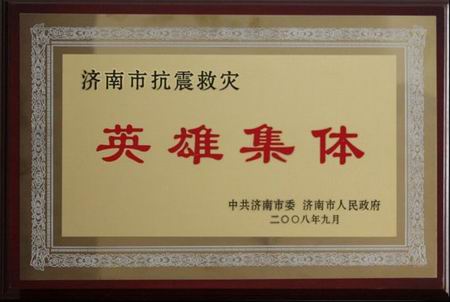 济南市抗震救灾
英雄集体
中共济南市委 济南市人民政府
二〇〇八年九月